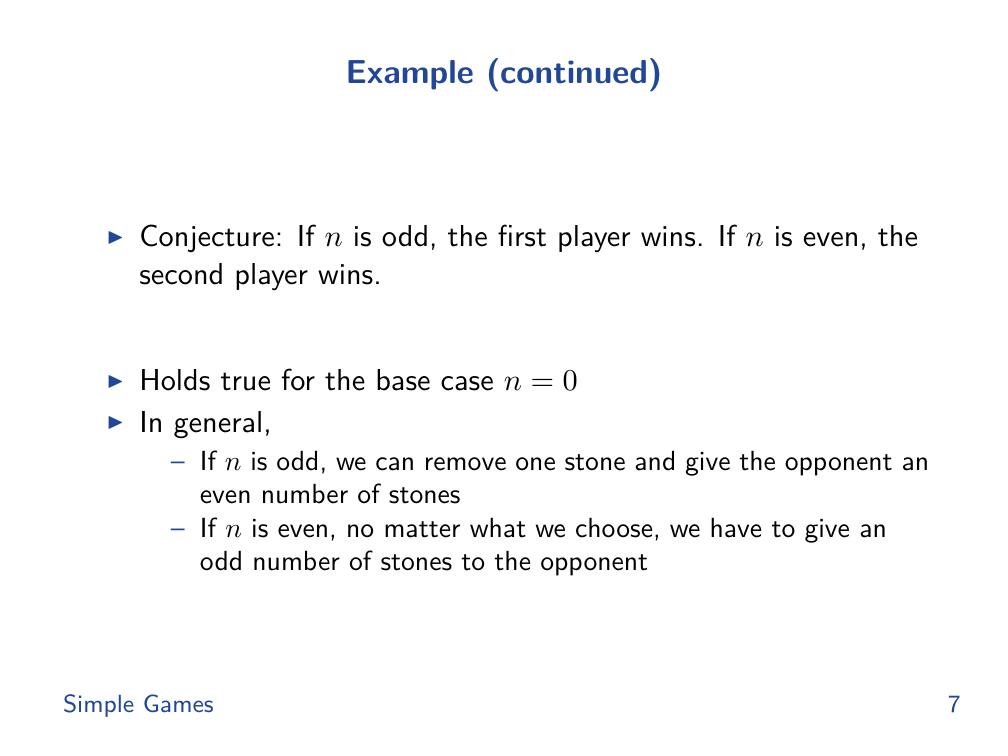 Example (continued)
▶ Conjecture: If n is odd, the first player wins. If n is even, the
second player wins.
▶ Holds true for the base case n = 0
▶ In general,
– If n is odd, we can remove one stone and give the opponent an
even number of stones
– If n is even, no matter what we choose, we have to give an
odd number of stones to the opponent
Simple Games 7